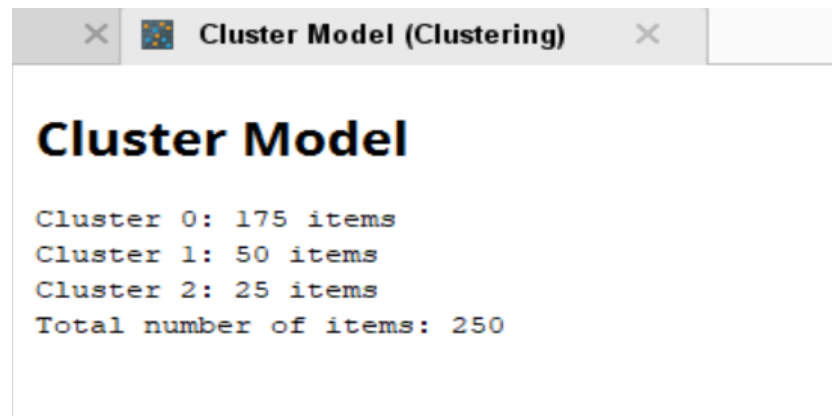 Cluster Model (Clustering)
Cluster Model
Cluster 0: 175 items
Cluster 1: 50 items
Cluster 2: 25 items
Total number of items: 250